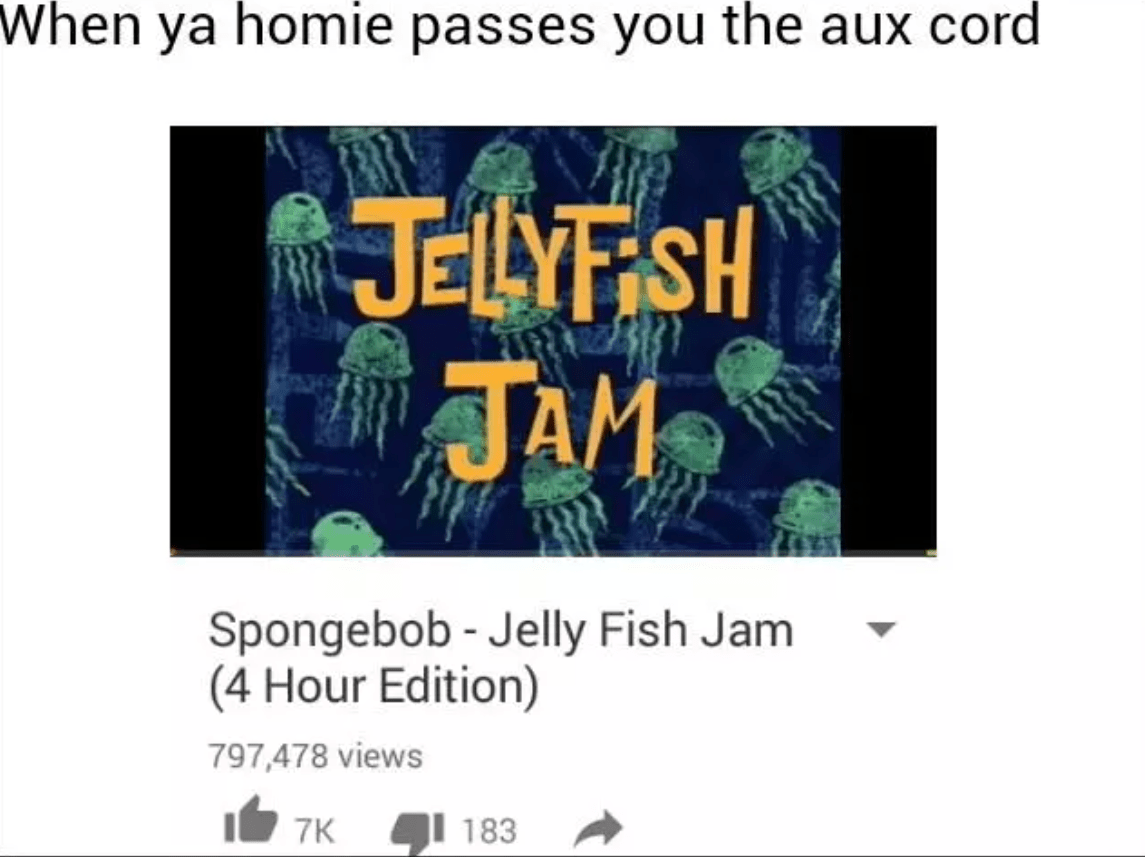 When ya homie passes you the aux cord
JELLYFiSH
JAM
Spongebob - Jelly Fish Jam
(4 Hour Edition)
797,478 views
7K 183